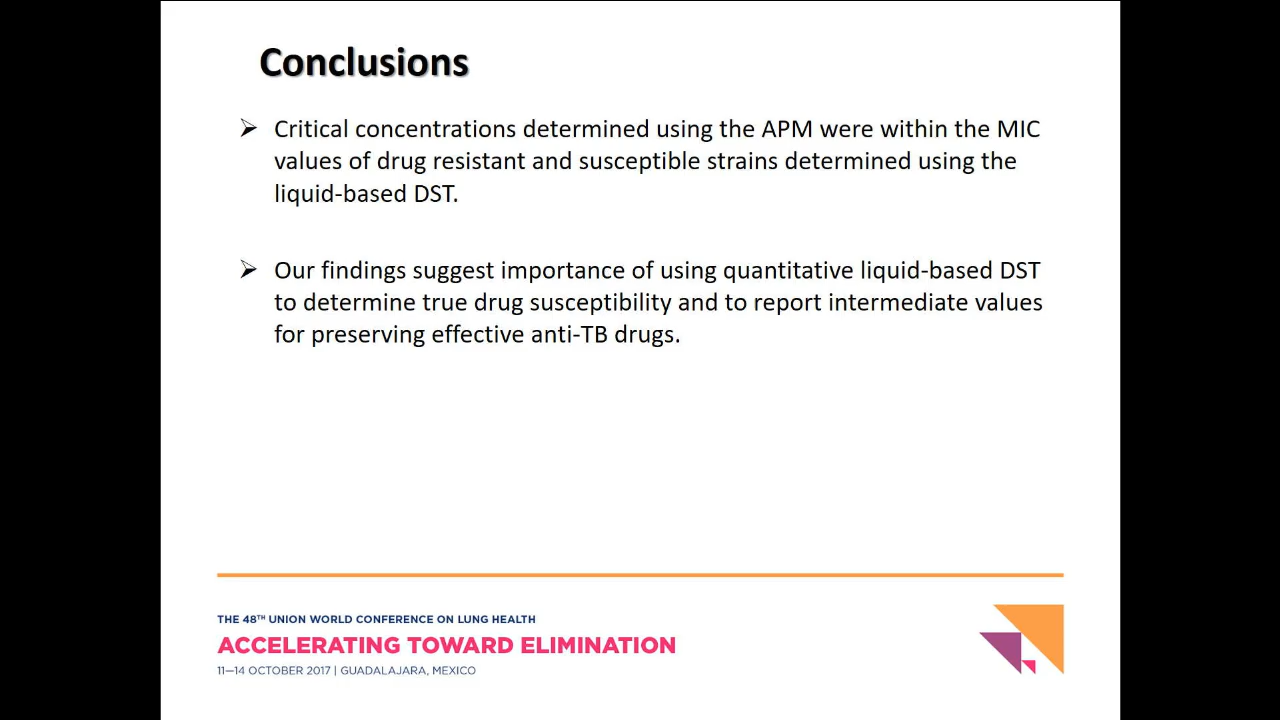 Conclusions
➢ Critical concentrations determined using the APM were within the MIC
values of drug resistant and susceptible strains determined using the
liquid-based DST.
➢ Our findings suggest importance of using quantitative liquid-based DST
to determine true drug susceptibility and to report intermediate values
for preserving effective anti-TB drugs.
THE 48TH UNION WORLD CONFERENCE ON LUNG HEALTH
ACCELERATING TOWARD ELIMINATION
11–14 OCTOBER 2017 | GUADALAJARA, MEXICO